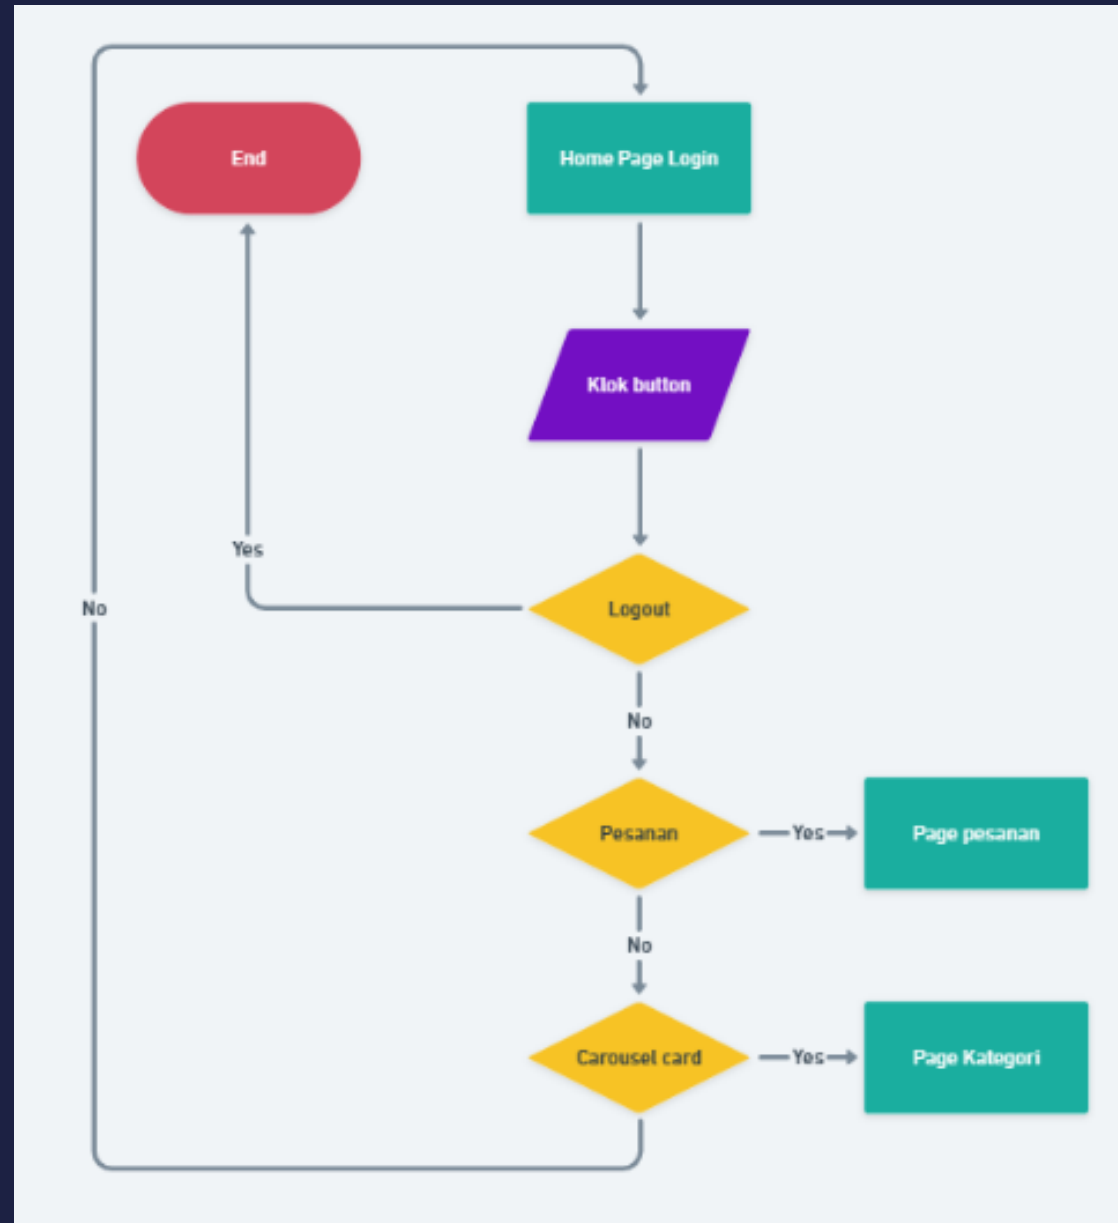 End
Home Page Login
Klok button
Yes
No
Logout
No
Pesanan
Yes
Page pesanan
No
Carousel card
Yes
Page Kategori